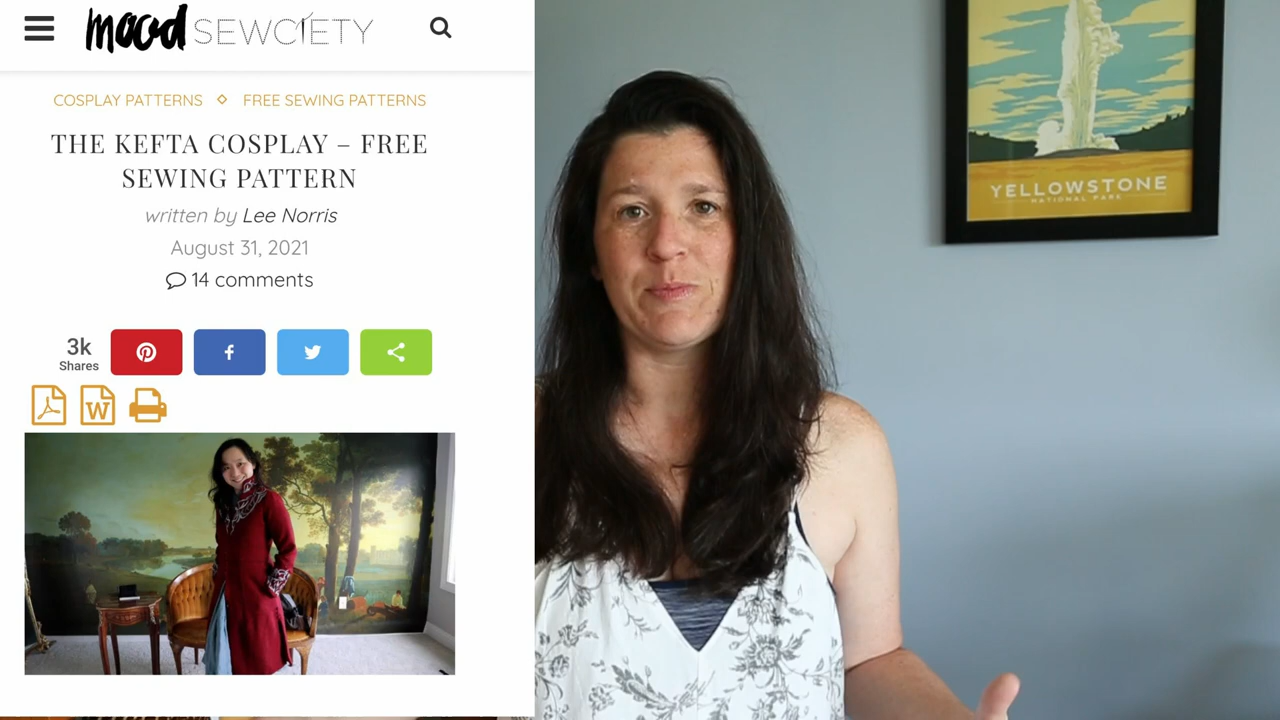 mood SEWCIETY
COSPLAY PATTERNS ◇ FREE SEWING PATTERNS
THE KEFTA COSPLAY – FREE
SEWING PATTERN
written by Lee Norris
August 31, 2021
14 comments
3k
Shares
W
YELLOWSTONE
NATIONAL PARK